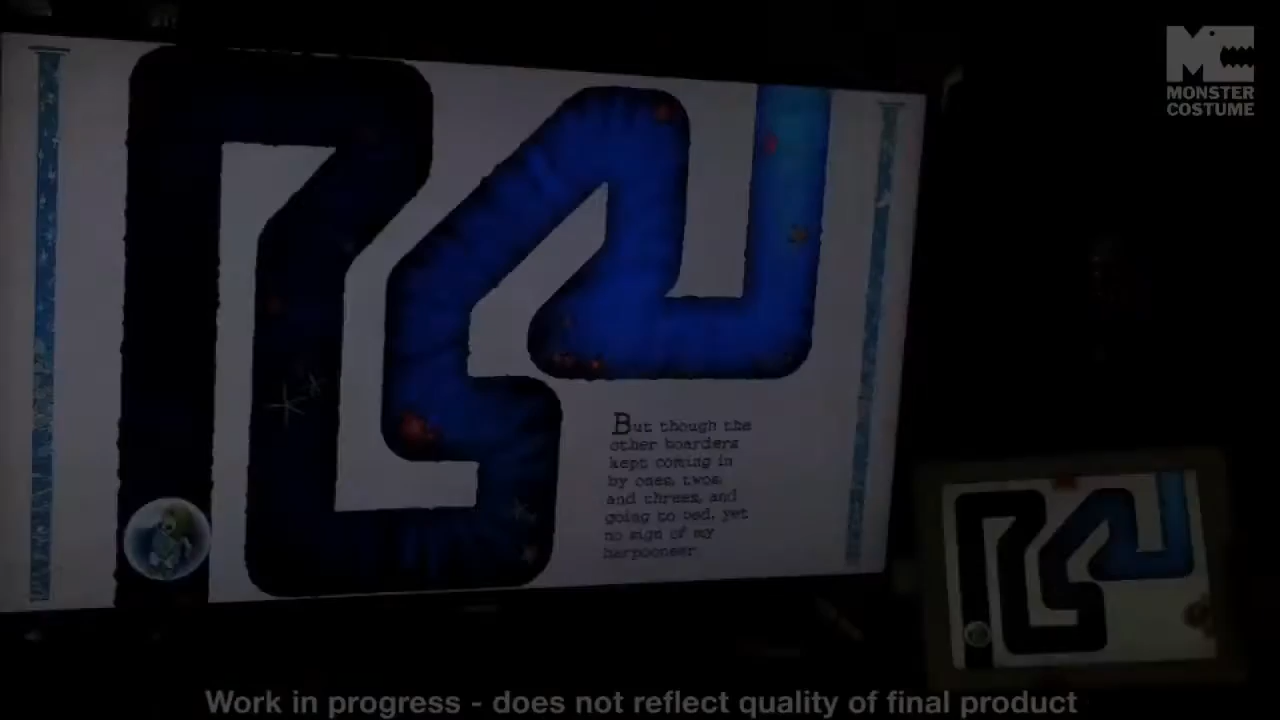 MONSTER
COSTUME
But though the
other boarders
kept coming in
by ones, twos,
and threes, and
going to bed, yet
no sign of my
harpooneer.
Work in progress - does not reflect quality of final product